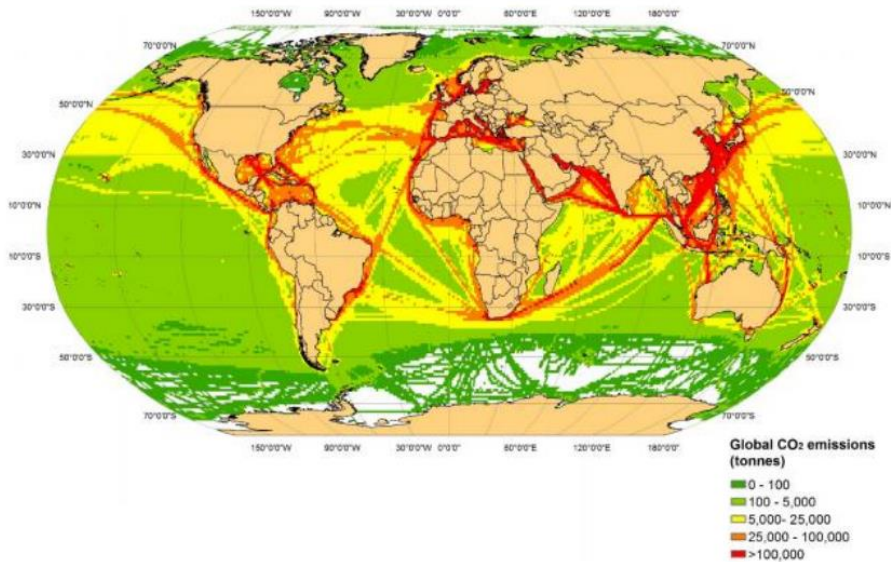 150°0'0"W 90°0'0"W 30°0'0"W 0°0'0" 60°0'0"E 120°0'0"E 180°0'0"
70°0'0"N 70°0'0"N
50°0'0"N 50°0'0"N
30°0'0"N 30°0'0"N
10°0'0"N 10°0'0"N
10°0'0"S 10°0'0"S
30°0'0"S 30°0'0"S
50°0'0"S 50°0'0"S
70°0'0"S 70°0'0"S
150°0'0"W 90°0'0"W 30°0'0"W 0°0'0" 60°0'0"E 120°0'0"E 180°0'0"
Global CO₂ emissions
(tonnes)
0 - 100
100 - 5,000
5,000- 25,000
25,000 - 100,000
>100,000